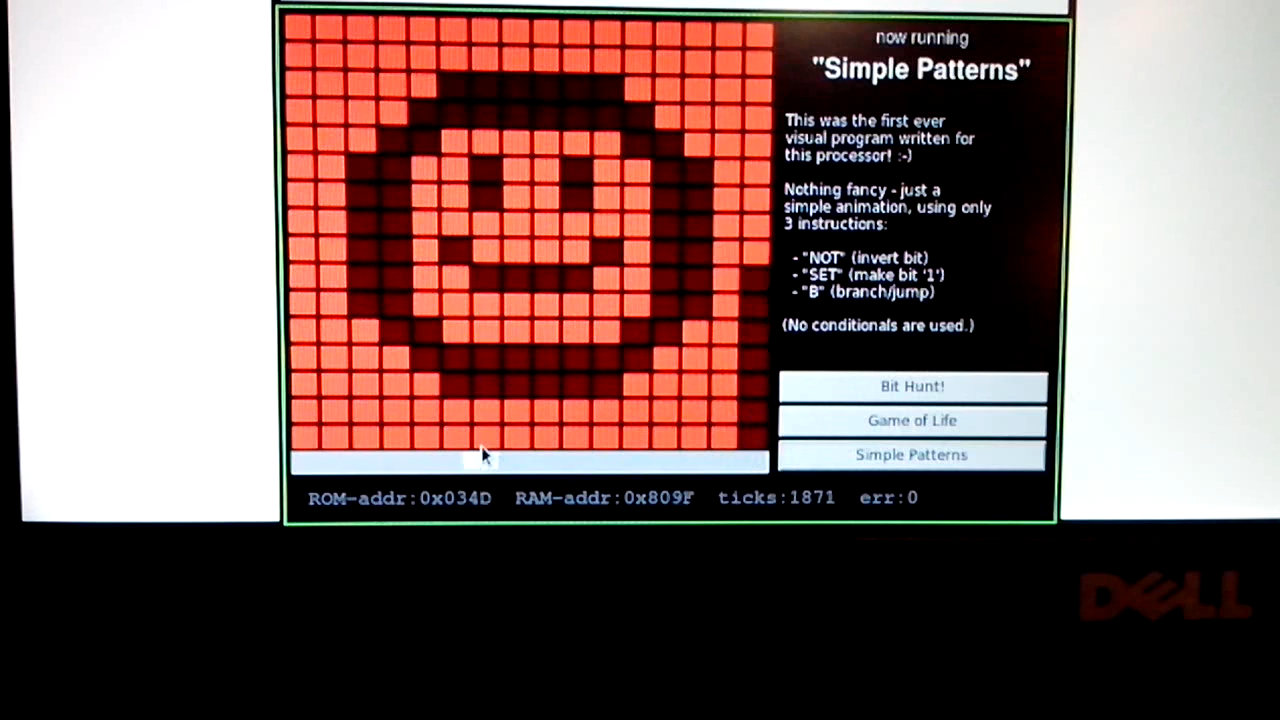 now running
"Simple Patterns"
This was the first ever
visual program written for
this processor! :-)
Nothing fancy - just a
simple animation, using only
3 instructions:
- "NOT" (invert bit)
- "SET" (make bit '1')
- "B" (branch/jump)
(No conditionals are used.)
Bit Hunt!
Game of Life
Simple Patterns
ROM-addr:0x034D RAM-addr:0x809F ticks:1871 err:0
DELL